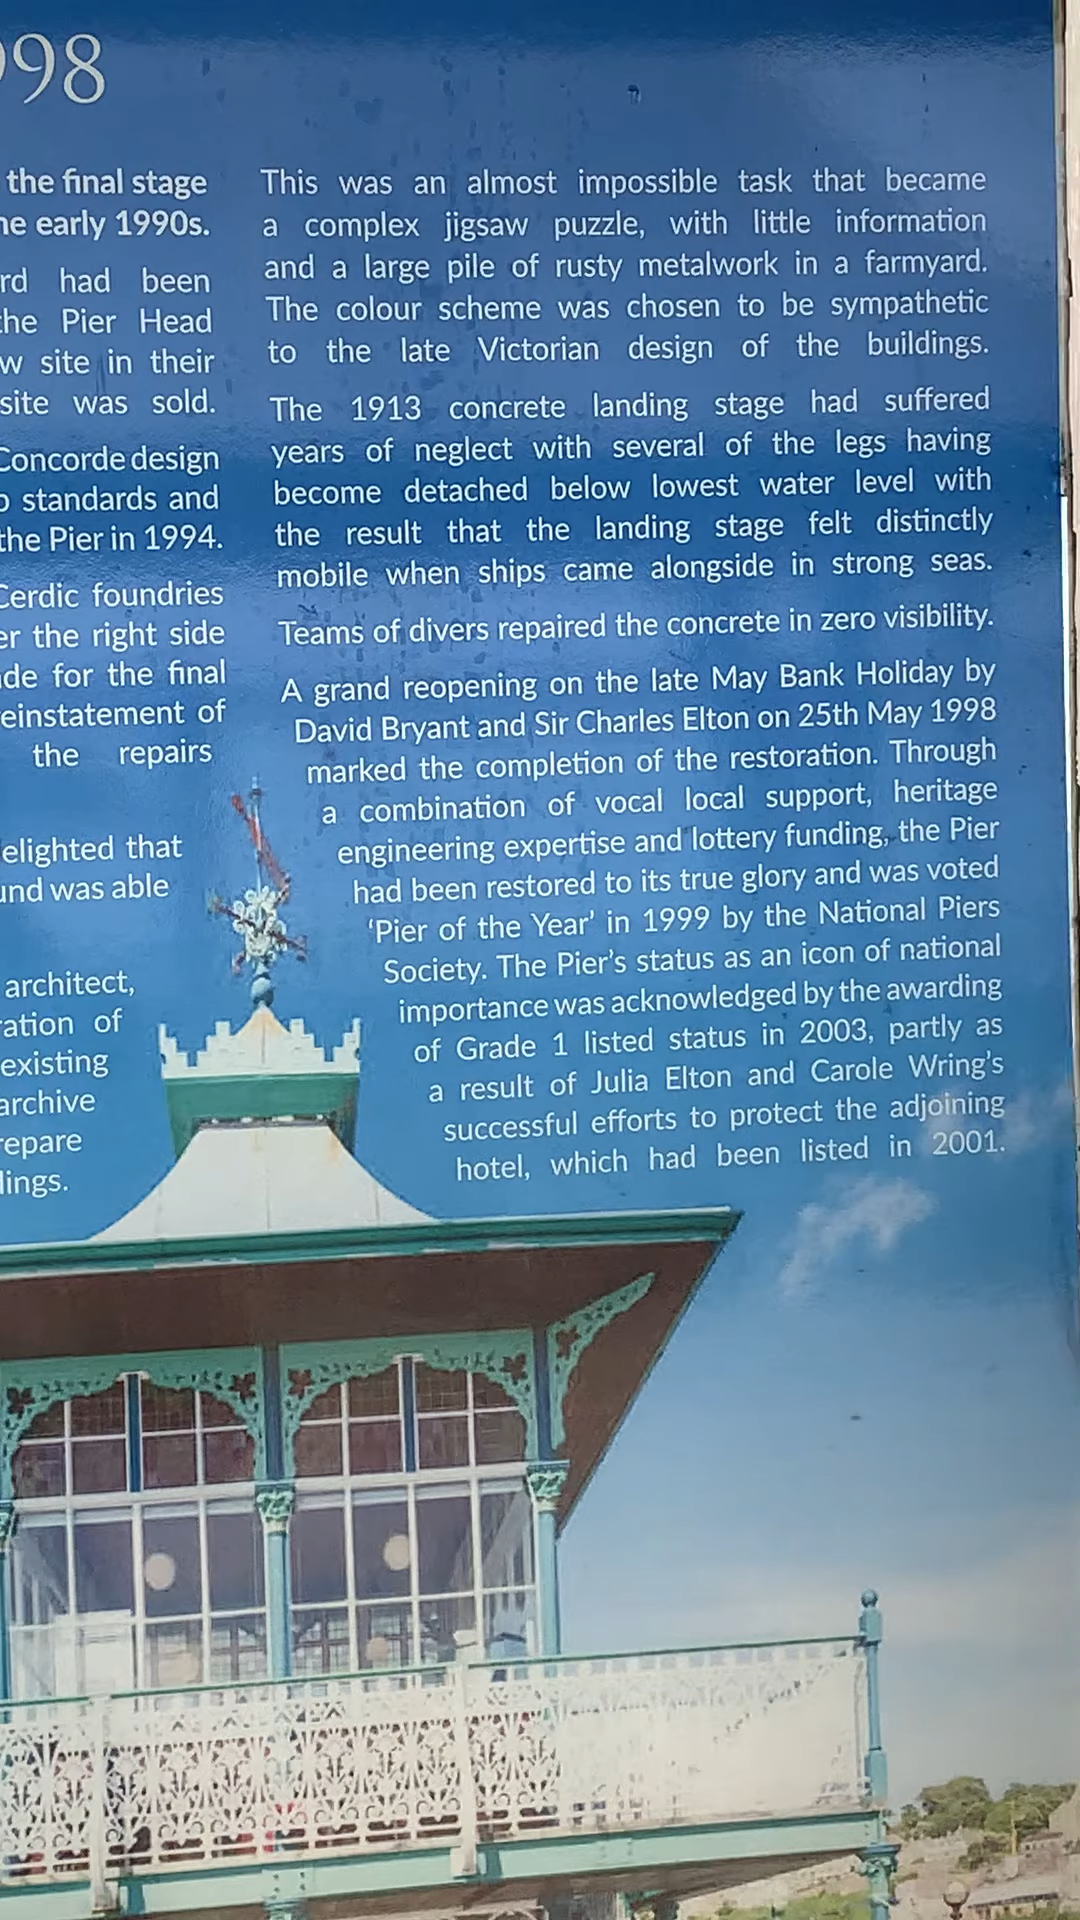 98
the final stage
early 1990s.
had been
the Pier Head
site in their
site was sold.
Concorde design
standards and
the Pier in 1994.
Cerdic foundries
the right side
for the final
reinstatement of
the repairs
delighted that
was able
architect,
of
existing
archive
This was an almost impossible task that became
a complex jigsaw puzzle, with little information
and a large pile of rusty metalwork in a farmyard.
The colour scheme was chosen to be sympathetic
to the late Victorian design of the buildings.
The 1913 concrete landing stage had suffered
years of neglect with several of the legs having
become detached below lowest water level with
the result that the landing stage felt distinctly
mobile when ships came alongside in strong seas.
Teams of divers repaired the concrete in zero visibility.
A grand reopening on the late May Bank Holiday by
David Bryant and Sir Charles Elton on 25th May 1998
marked the completion of the restoration. Through
a combination of vocal local support, heritage
engineering expertise and lottery funding, the Pier
had been restored to its true glory and was voted
‘Pier of the Year’ in 1999 by the National Piers
Society. The Pier’s status as an icon of national
importance was acknowledged by the awarding
of Grade 1 listed status in 2003, partly as
a result of Julia Elton and Carole Wring’s
successful efforts to protect the adjoining
hotel, which had been listed in 2001.